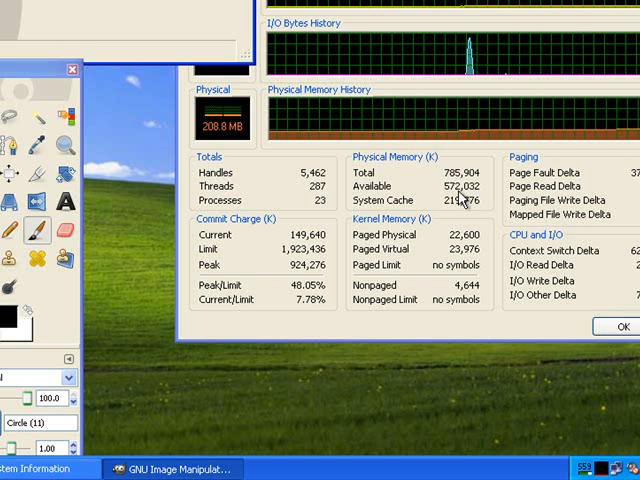 I/O Bytes History
Physical
Physical Memory History
208.8 MB
Totals
Handles 5,462
Threads 287
Processes 23
Physical Memory (K)
Total 785,904
Available 572,032
System Cache
Paging
Page Fault Delta 37
Page Read Delta
Paging File Write Delta
Mapped File Write Delta
Commit Charge (K)
Current 149,640
Limit 1,923,436
Peak 924,276
Peak/Limit 48.05%
Current/Limit 7.78%
Kernel Memory (K)
Paged Physical 22,600
Paged Virtual 23,976
Paged Limit no symbols
Nonpaged 4,644
Nonpaged Limit no symbols
CPU and I/O
Context Switch Delta 62
I/O Read Delta 2
I/O Write Delta
I/O Other Delta 7
OK
100.0
Circle (11)
1.00
stem Information
GNU Image Manipulat...
559